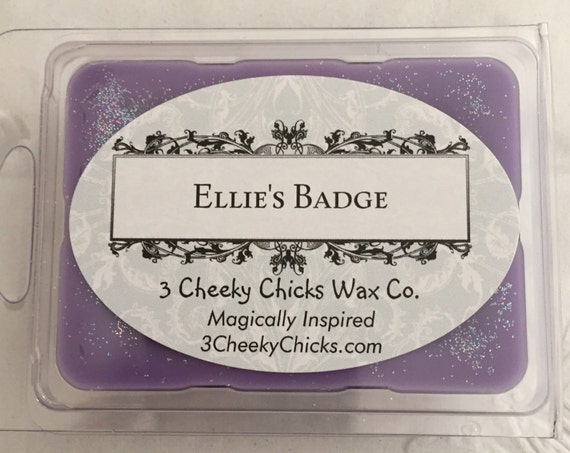 Ellie's Badge
3 Cheeky Chicks Wax Co.
Magically Inspired
3CheekyChicks.com